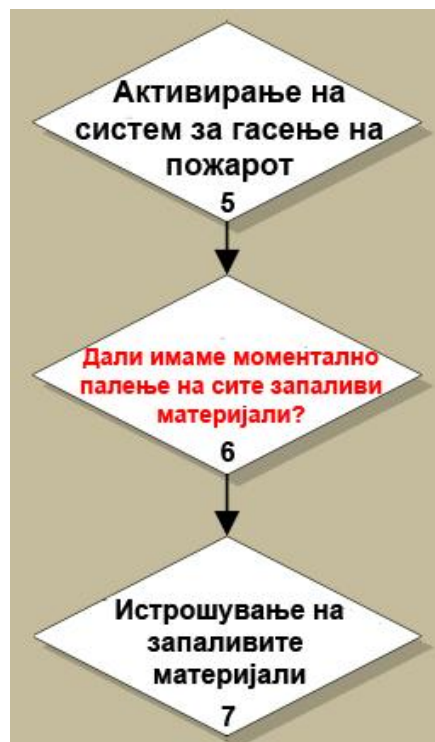 Активирање на
систем за гасење на
пожарот
5
Дали имаме моментално
палење на сите запаливи
материјали?
6
Истрошување на
запаливите
материјали
7